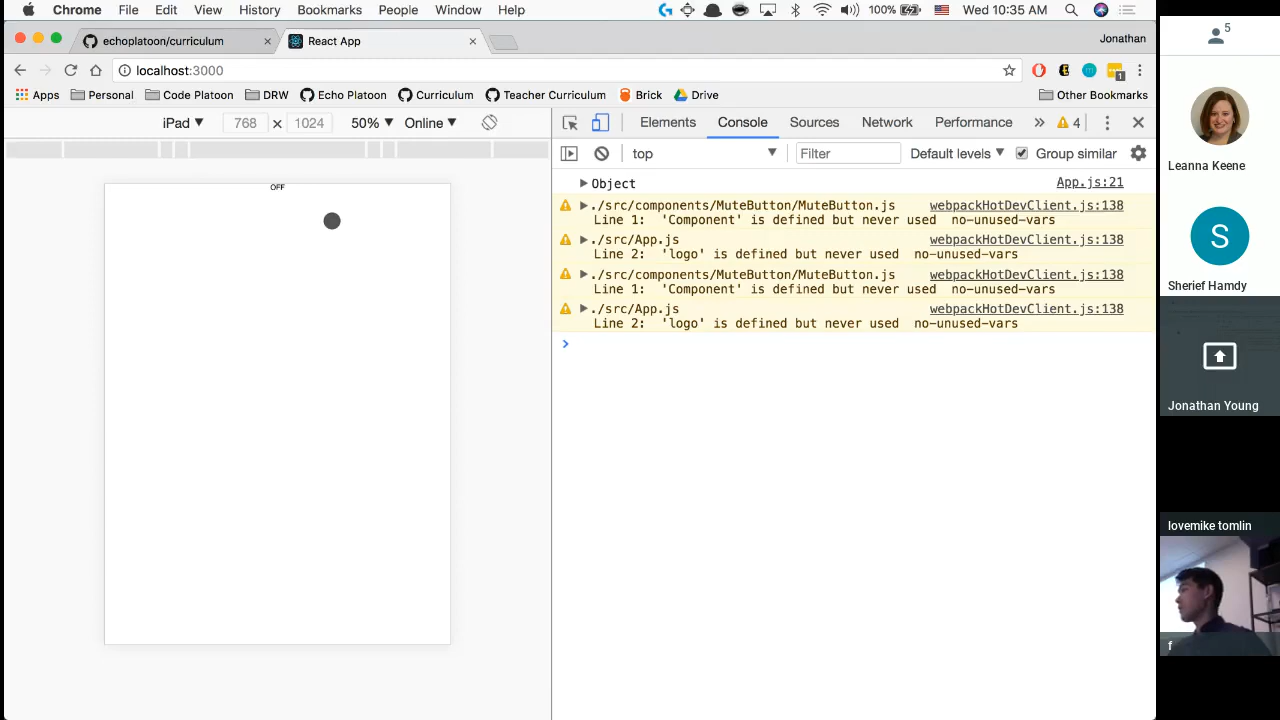 Chrome File Edit View History Bookmarks People Window Help 100% Wed 10:35 AM
echoplatoon/curriculum × React App × Jonathan
localhost:3000
Apps Personal Code Platoon DRW Echo Platoon Curriculum Teacher Curriculum Brick Drive Other Bookmarks
iPad ▼ 768 × 1024 50% ▼ Online ▼
Elements Console Sources Network Performance » 4
top ▼ Filter Default levels ▼ Group similar
OFF
▶ Object App.js:21
▶ ./src/components/MuteButton/MuteButton.js webpackHotDevClient.js:138
Line 1: 'Component' is defined but never used no-unused-vars
▶ ./src/App.js webpackHotDevClient.js:138
Line 2: 'logo' is defined but never used no-unused-vars
▶ ./src/components/MuteButton/MuteButton.js webpackHotDevClient.js:138
Line 1: 'Component' is defined but never used no-unused-vars
▶ ./src/App.js webpackHotDevClient.js:138
Line 2: 'logo' is defined but never used no-unused-vars
>
5
Leanna Keene
S
Sherief Hamdy
Jonathan Young
lovemike tomlin
f